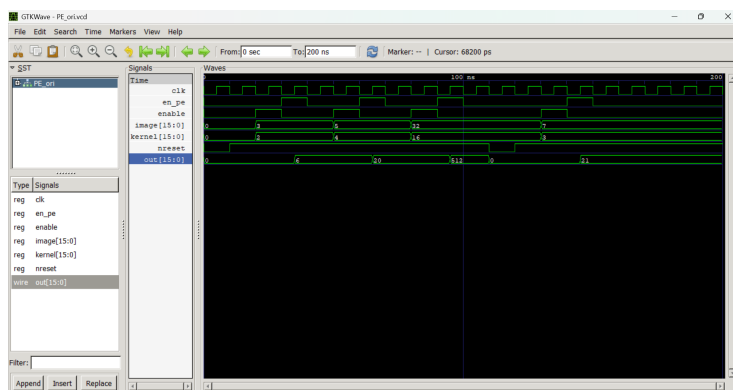 GTKWave - PE_ori.vcd
File Edit Search Time Markers View Help
From: 0 sec To: 200 ns Marker: -- | Cursor: 68200 ps
SST
PE_ori
Type Signals
reg clk
reg en_pe
reg enable
reg image[15:0]
reg kernel[15:0]
reg nreset
wire out[15:0]
Filter:
Append Insert Replace
Signals
Time
clk
en_pe
enable
image[15:0]
kernel[15:0]
nreset
out[15:0]
Waves
0 100 ns 200
0 3 5 32 7
0 2 4 16 3
0 6 20 512 0 21